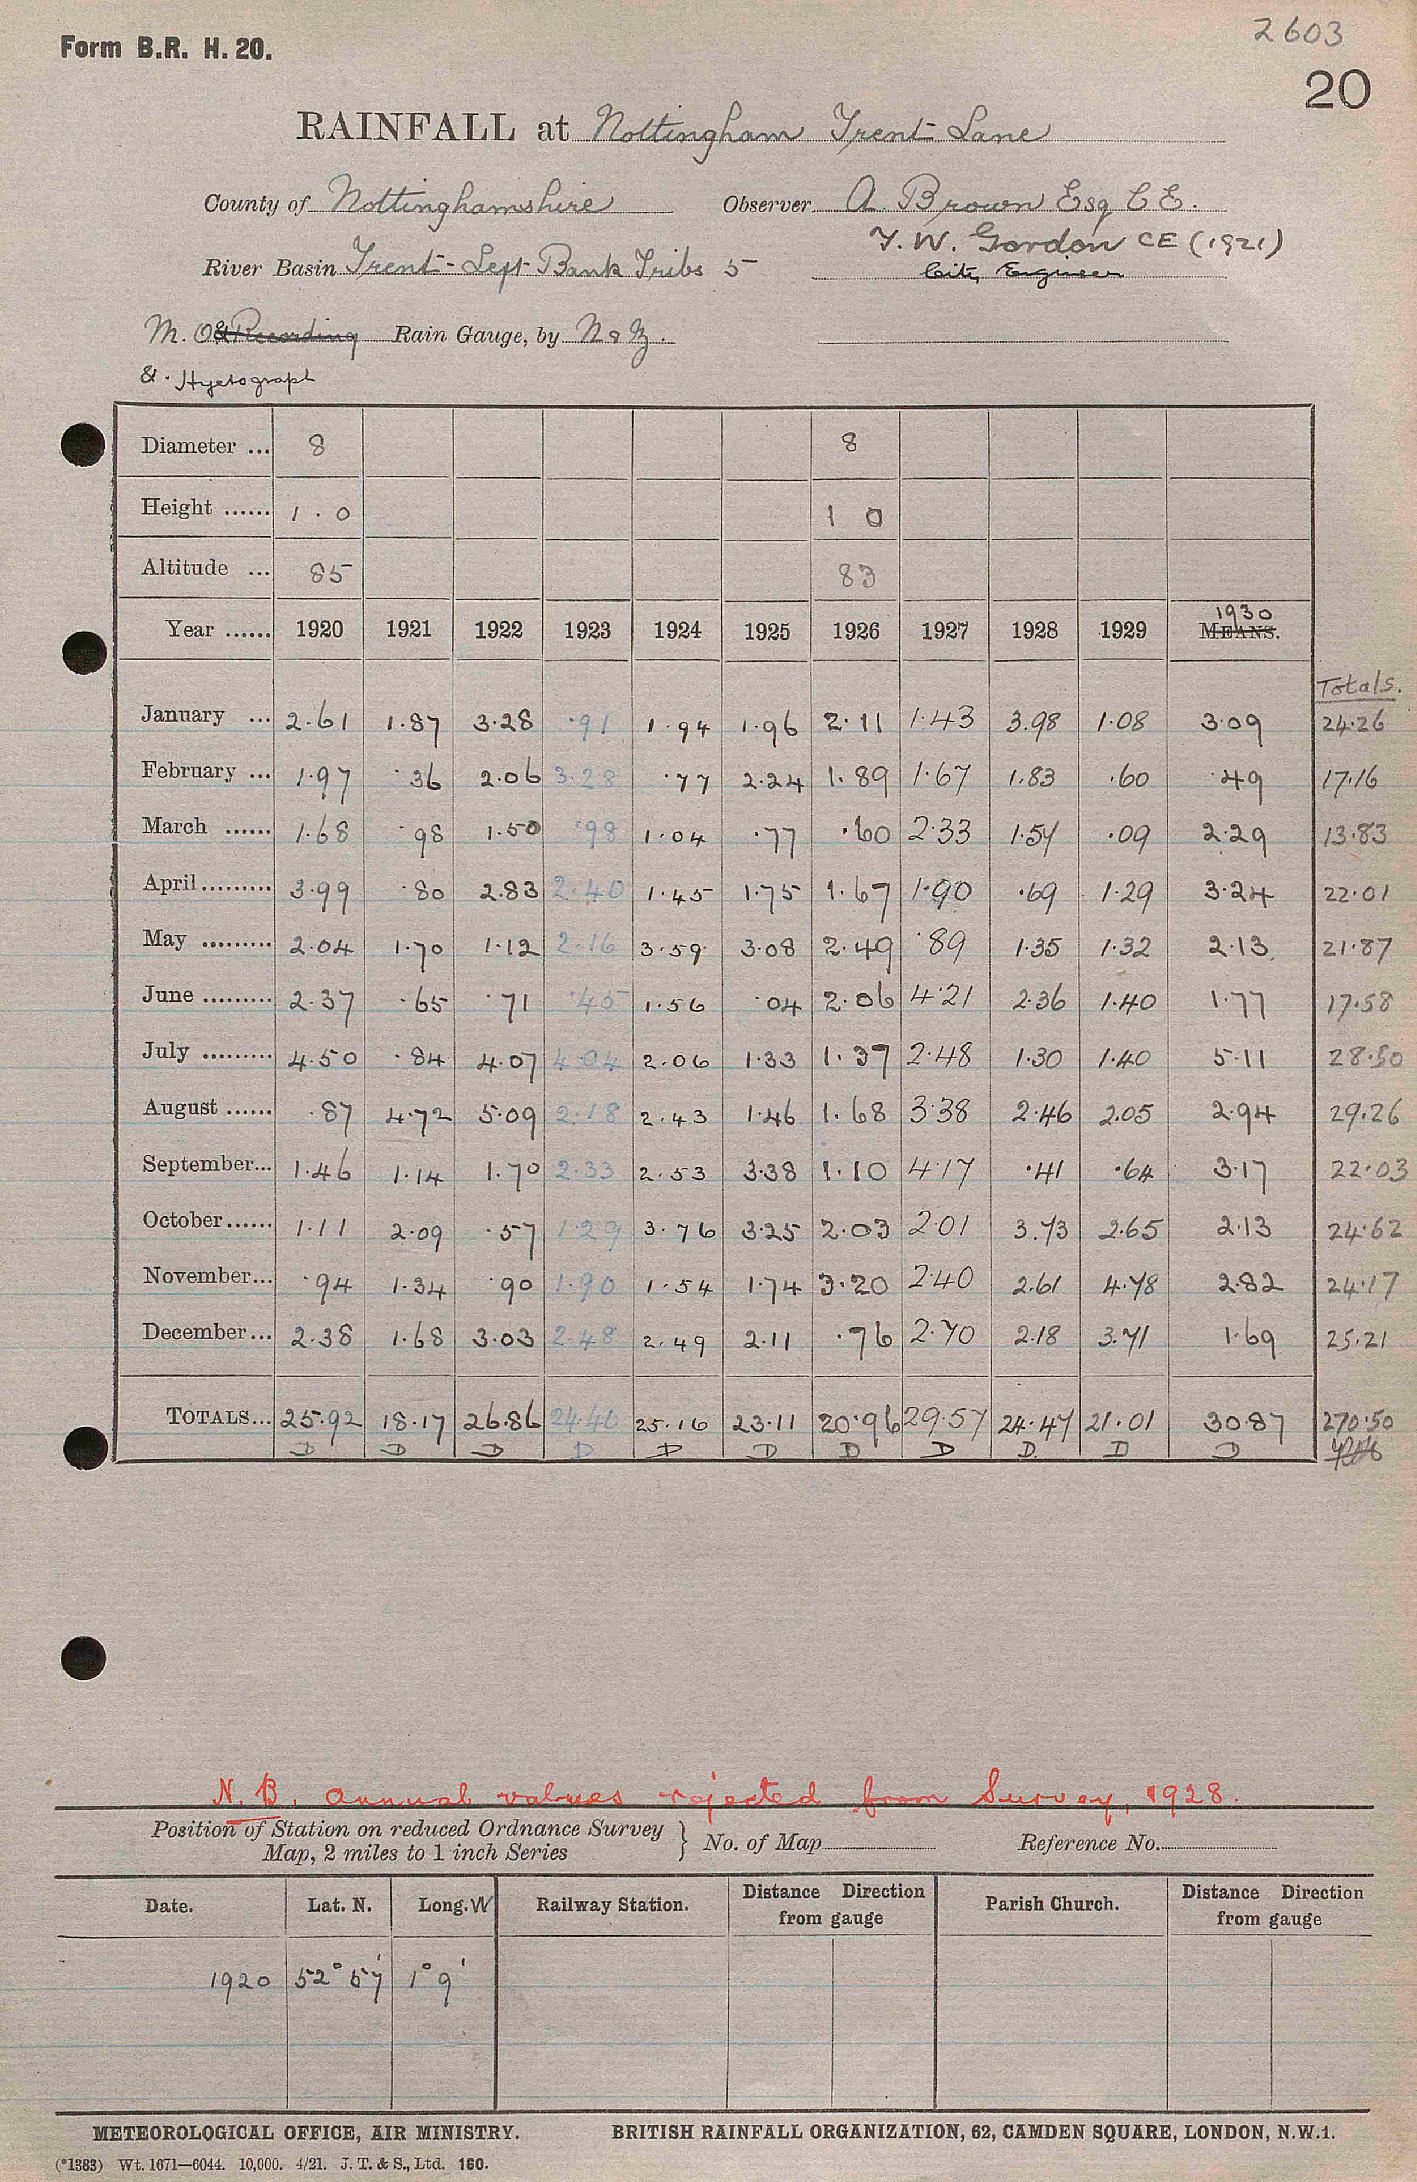 2603
Form B.R. H. 20.
20
RAINFALL at Nottingham Trent Lane
County of Nottinghamshire Observer A Brown Esq C E.
T. W. Gordon CE (1921)
River Basin Trent - Left Bank Tribs 5 City Engineer
M. O & Recording Rain Gauge, by N & Z.
& Hyetograph
Diameter ... 8 8
Height ...... 1 . 0 1 0
Altitude ... 85 83
1930
Year ...... 1920 1921 1922 1923 1924 1925 1926 1927 1928 1929 MEANS.
Totals.
January ... 2.61 1.87 3.28 .91 1.94 1.96 2.11 1.43 3.98 1.08 3.09 24.26
February ... 1.97 .36 2.06 3.28 .77 2.24 1.89 1.67 1.83 .60 .49 17.16
March ...... 1.68 .98 1.50 .98 1.04 .77 .60 2.33 1.57 .09 2.29 13.83
April ......... 3.99 .80 2.83 2.40 1.45 1.75 1.67 1.90 .69 1.29 3.24 22.01
May ......... 2.04 1.70 1.12 2.16 3.59 3.08 2.49 .89 1.35 1.32 2.13 21.87
June ......... 2.37 .65 .71 .45 1.56 .04 2.06 4.21 2.36 1.40 1.77 17.58
July ......... 4.50 .84 4.07 4.04 2.06 1.33 1.37 2.48 1.30 1.40 5.11 28.50
August ...... .87 4.72 5.09 2.18 2.43 1.46 1.68 3.38 2.46 2.05 2.94 29.26
September... 1.46 1.14 1.70 2.33 2.53 3.38 1.10 4.17 .41 .64 3.17 22.03
October ...... 1.11 2.09 .57 1.29 3.76 3.25 2.03 2.01 3.73 2.65 2.13 24.62
November... .94 1.34 .90 1.90 1.54 1.74 3.20 2.40 2.61 4.78 2.82 24.17
December... 2.38 1.68 3.03 2.48 2.49 2.11 .76 2.70 2.18 3.71 1.69 25.21
TOTALS... 25.92 18.17 26.86 24.40 25.16 23.11 20.96 29.57 24.47 21.01 30.87 270.50
D D D D D D D D D D D
N. B. annual values rejected from Survey, 1928.
Position of Station on reduced Ordnance Survey
Map, 2 miles to 1 inch Series } No. of Map Reference No.
Date. Lat. N. Long. W Railway Station. Distance Direction from gauge Parish Church. Distance Direction from gauge
1920 52° 57' 1° 9'
METEOROLOGICAL OFFICE, AIR MINISTRY. BRITISH RAINFALL ORGANIZATION, 62, CAMDEN SQUARE, LONDON, N.W.1.
(*1383) Wt. 1671—6044. 10,000. 4/21. J. T. & S., Ltd. 160.